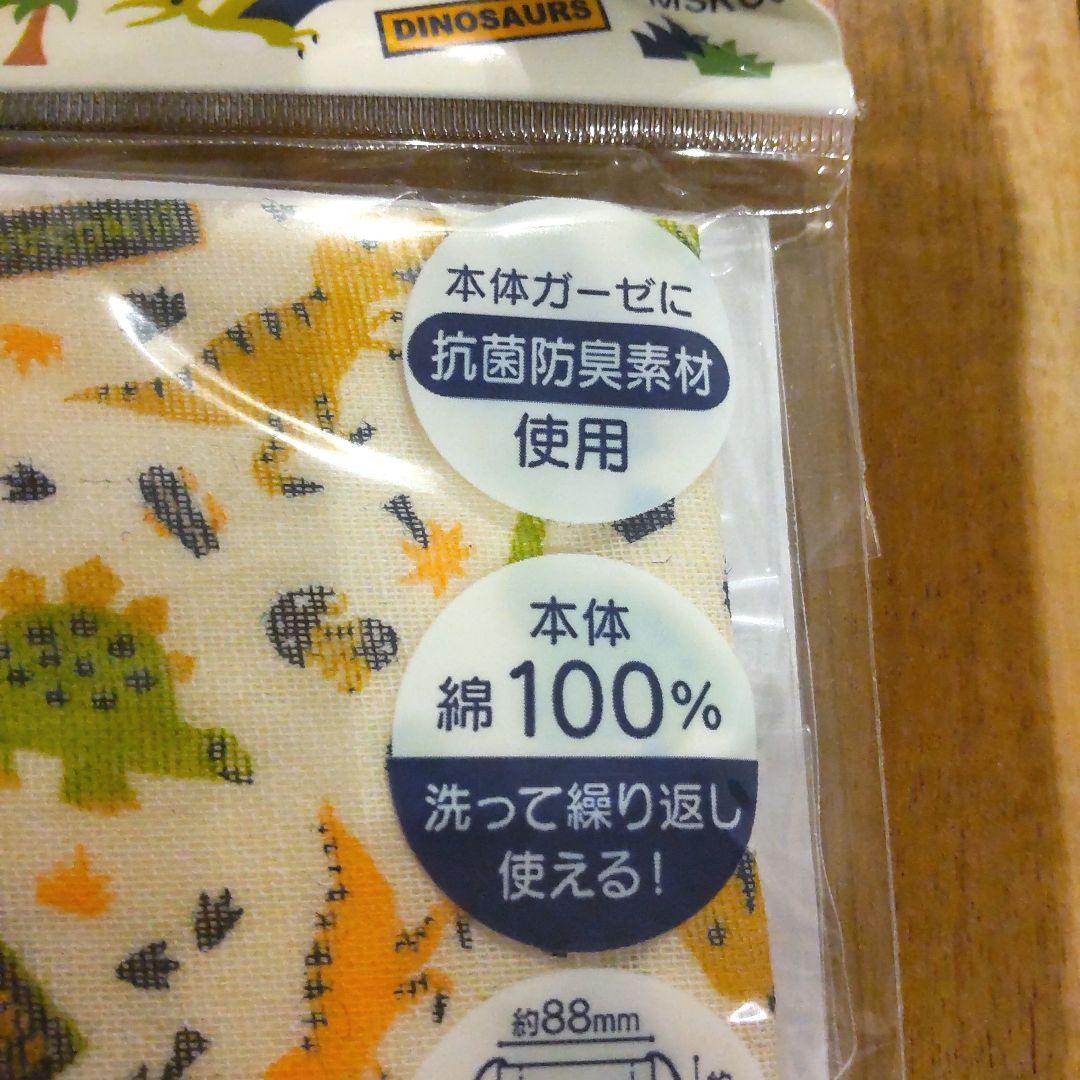 DINOSAURS
本体ガーゼに
抗菌防臭素材
使用
本体
綿100%
洗って繰り返し
使える!
約88mm
約